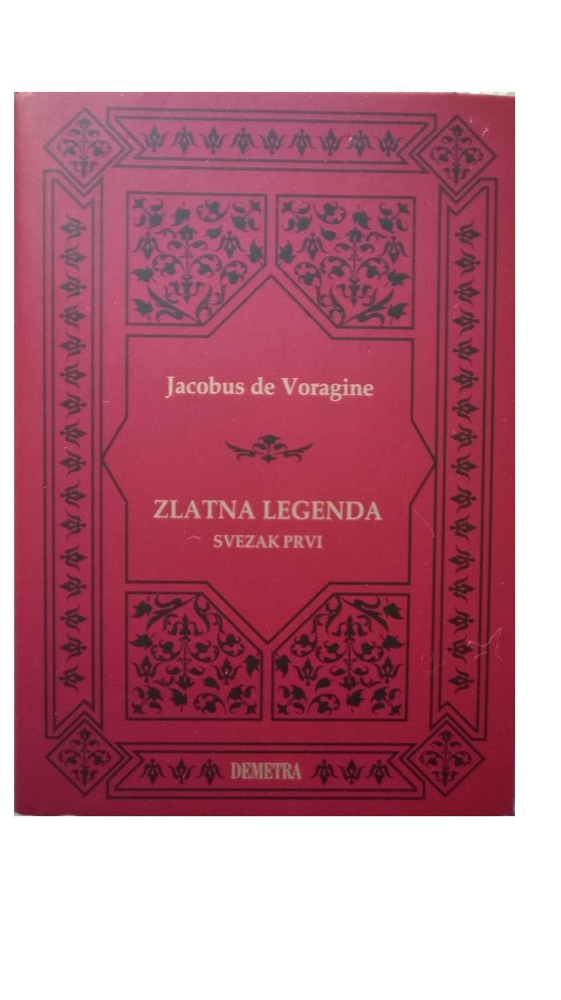 Jacobus de Voragine
ZLATNA LEGENDA
SVEZAK PRVI
DEMETRA